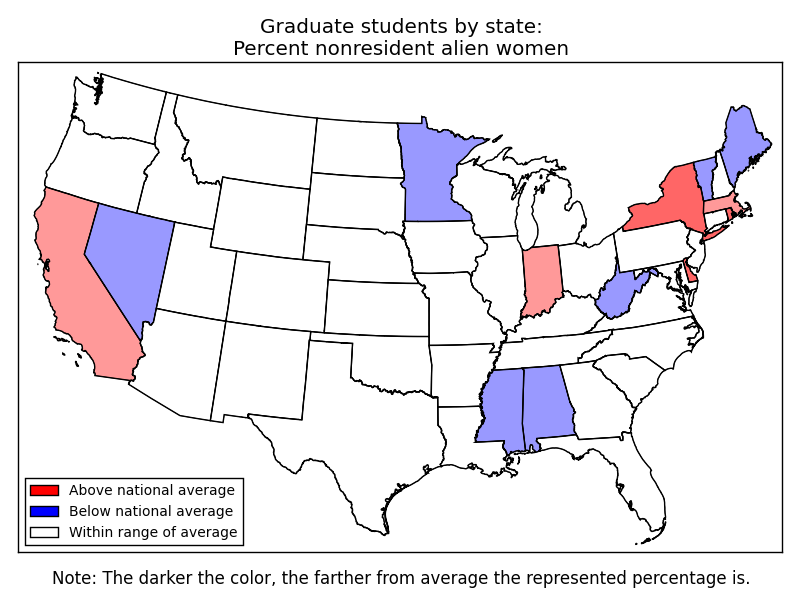 Graduate students by state:
Percent nonresident alien women
Above national average
Below national average
Within range of average
Note: The darker the color, the farther from average the represented percentage is.